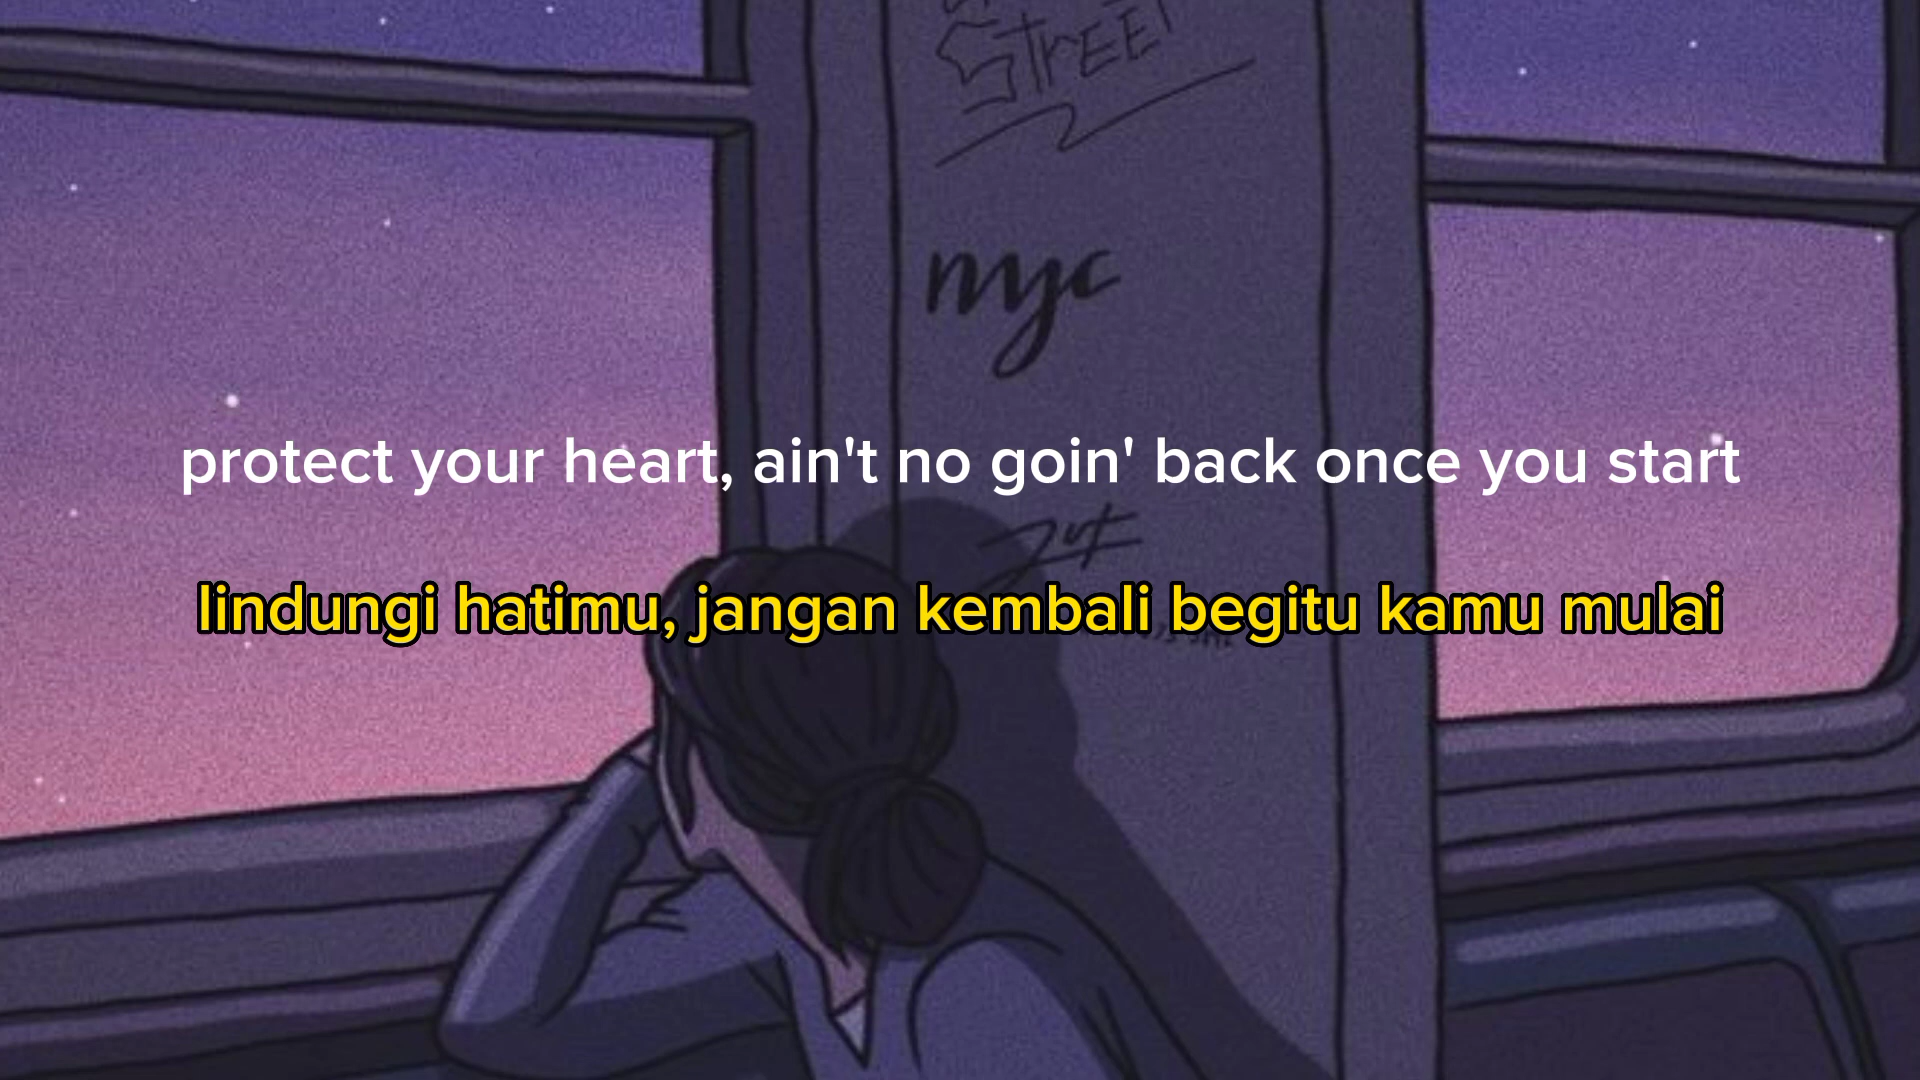 STrEET
nyc
protect your heart, ain't no goin' back once you start
lindungi hatimu, jangan kembali begitu kamu mulai